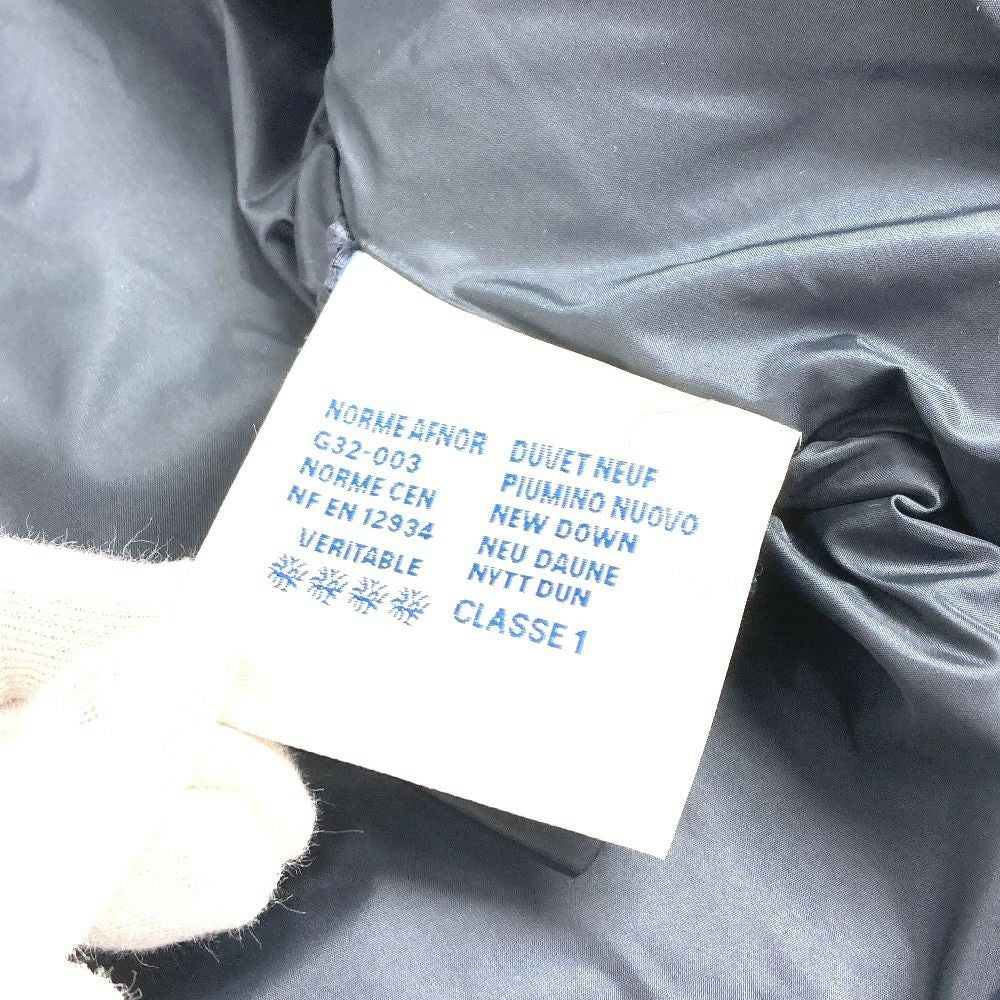 NORME AFNOR
G32-003
NORME CEN
NF EN 12934
VERITABLE
DUVET NEUF
PIUMINO NUOVO
NEW DOWN
NEU DAUNE
NYTT DUN
CLASSE 1